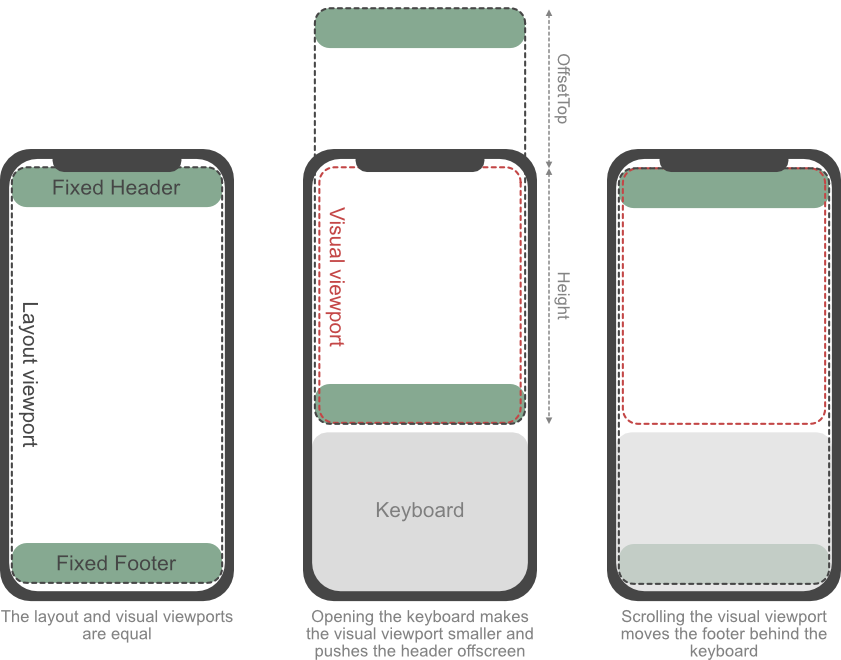 Fixed Header
Layout viewport
Fixed Footer
The layout and visual viewports
are equal
OffsetTop
Visual viewport
Height
Keyboard
Opening the keyboard makes
the visual viewport smaller and
pushes the header offscreen
Scrolling the visual viewport
moves the footer behind the
keyboard